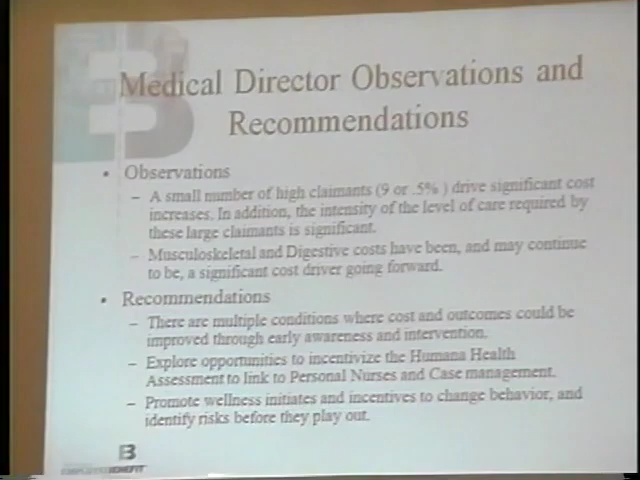 Medical Director Observations and
Recommendations
• Observations
– A small number of high claimants (9 or .5% ) drive significant cost
increases. In addition, the intensity of the level of care required by
these large claimants is significant.
– Musculoskeletal and Digestive costs have been, and may continue
to be, a significant cost driver going forward.
• Recommendations
– There are multiple conditions where cost and outcomes could be
improved through early awareness and intervention.
– Explore opportunities to incentivize the Humana Health
Assessment to link to Personal Nurses and Case management.
– Promote wellness initiates and incentives to change behavior, and
identify risks before they play out.
B
BENEFIT